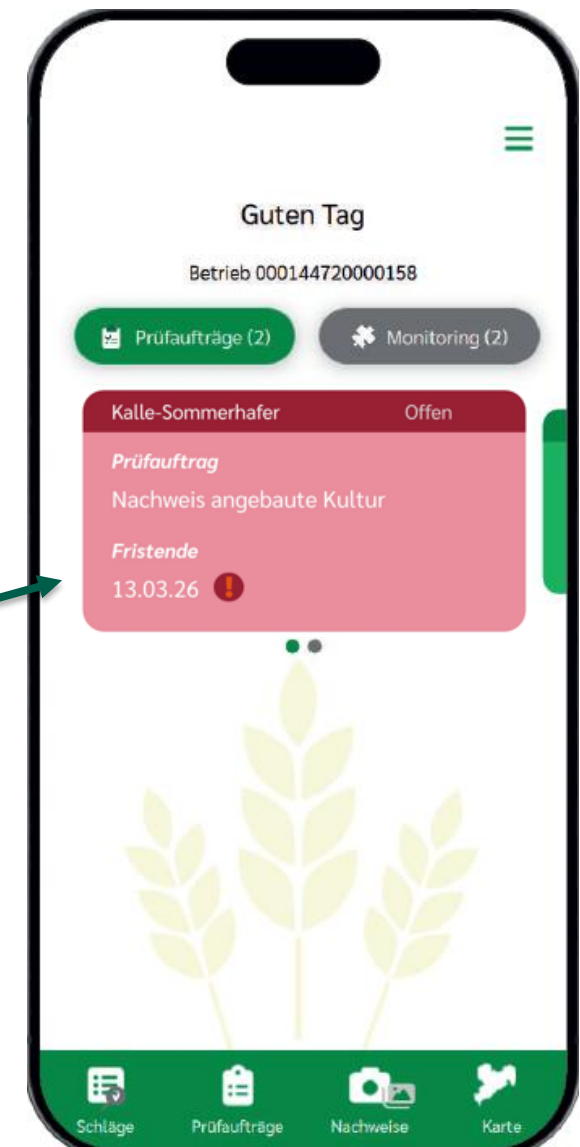 Guten Tag
Betrieb 000144720000158
Prüfaufträge (2)
Monitoring (2)
Kalle-Sommerhafer Offen
Prüfauftrag
Nachweis angebaute Kultur
Fristende
13.03.26 !
Schläge Prüfaufträge Nachweise Karte